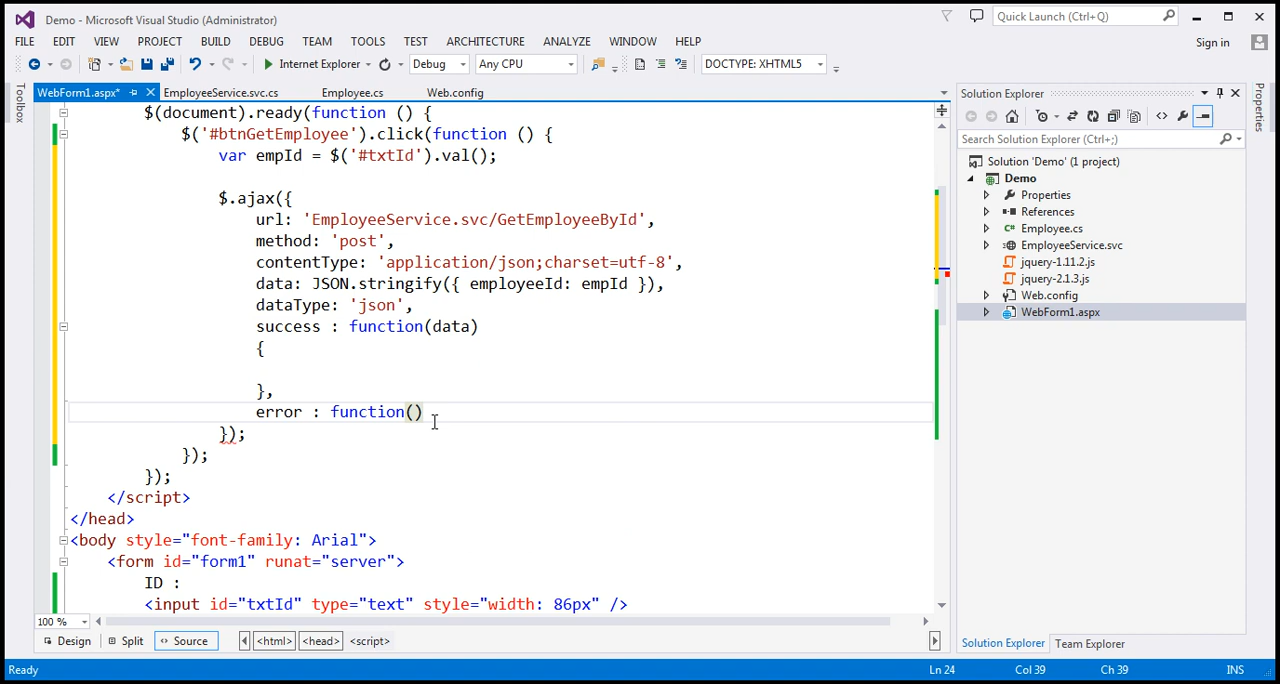 Demo - Microsoft Visual Studio (Administrator)
Quick Launch (Ctrl+Q)
FILE EDIT VIEW PROJECT BUILD DEBUG TEAM TOOLS TEST ARCHITECTURE ANALYZE WINDOW HELP
Sign in
Internet Explorer Debug Any CPU DOCTYPE: XHTML5
Toolbox
WebForm1.aspx* EmployeeService.svc.cs Employee.cs Web.config
$(document).ready(function () {
$('#btnGetEmployee').click(function () {
var empId = $('#txtId').val();
$.ajax({
url: 'EmployeeService.svc/GetEmployeeById',
method: 'post',
contentType: 'application/json;charset=utf-8',
data: JSON.stringify({ employeeId: empId }),
dataType: 'json',
success : function(data)
{
},
error : function()
});
});
});
</script>
</head>
<body style="font-family: Arial">
<form id="form1" runat="server">
ID :
<input id="txtId" type="text" style="width: 86px" />
100 %
Design Split Source <html> <head> <script>
Solution Explorer
Search Solution Explorer (Ctrl+;)
Solution 'Demo' (1 project)
Demo
Properties
References
Employee.cs
EmployeeService.svc
jquery-1.11.2.js
jquery-2.1.3.js
Web.config
WebForm1.aspx
Solution Explorer Team Explorer
Properties
Ready Ln 24 Col 39 Ch 39 INS